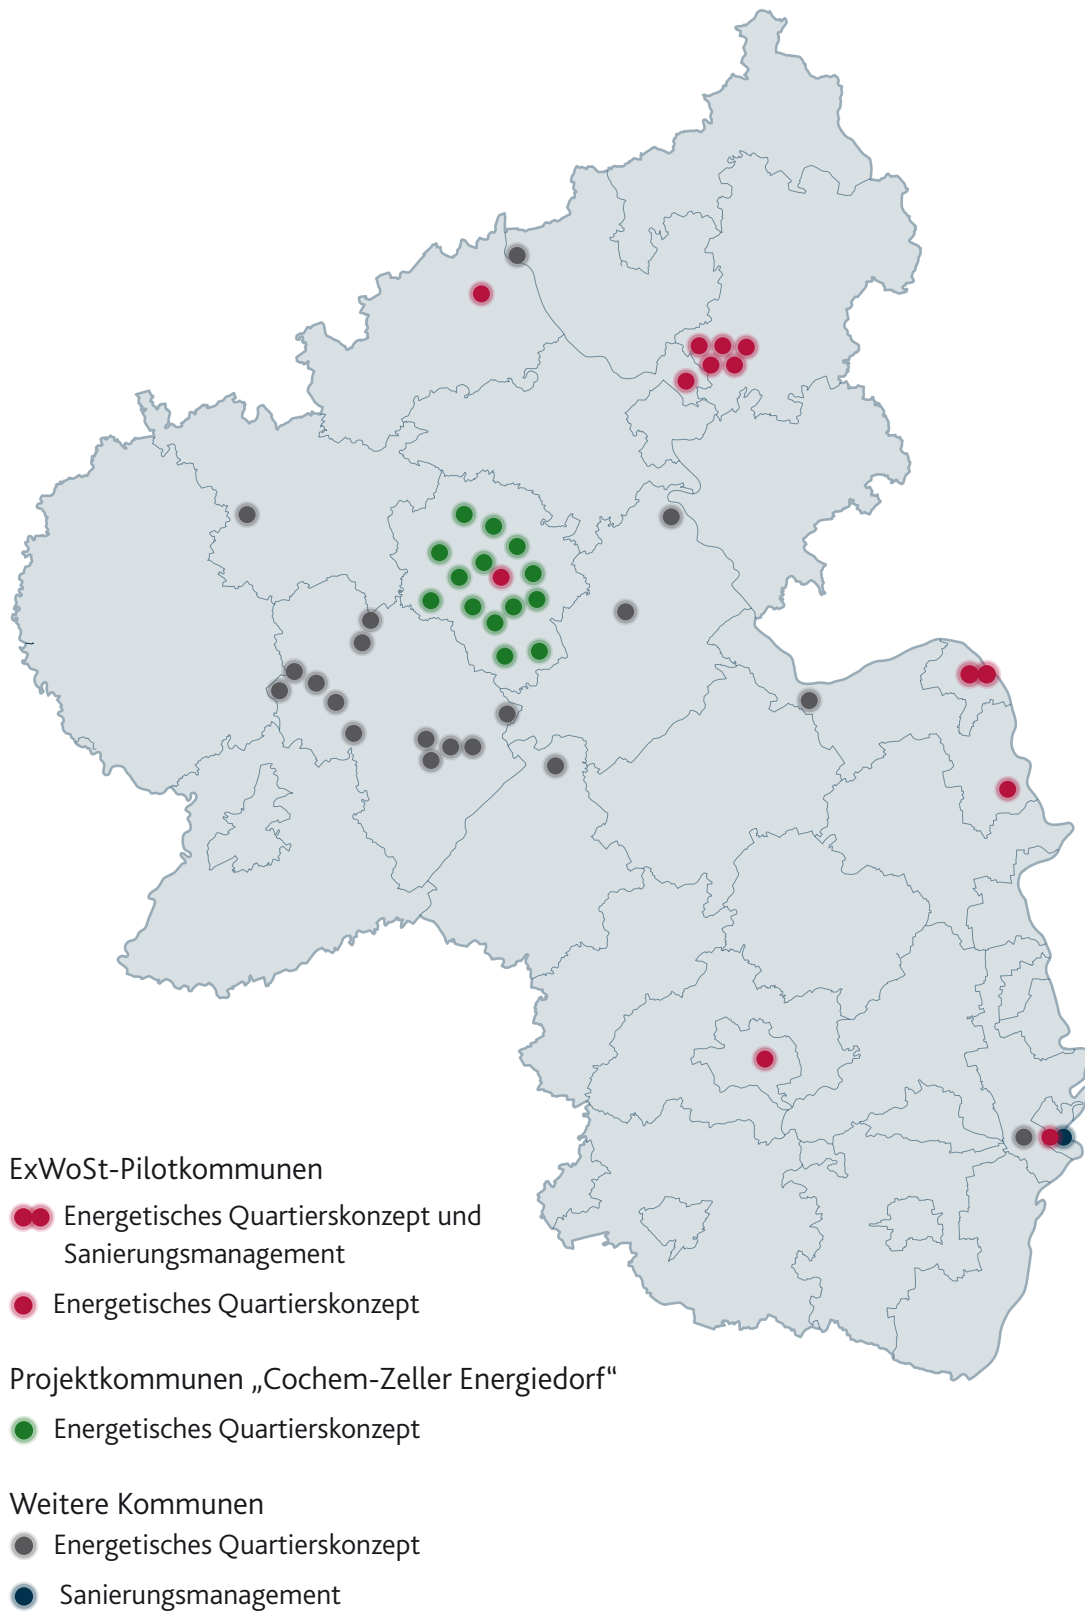 ExWoSt-Pilotkommunen
Energetisches Quartierskonzept und
Sanierungsmanagement
Energetisches Quartierskonzept
Projektkommunen „Cochem-Zeller Energiedorf“
Energetisches Quartierskonzept
Weitere Kommunen
Energetisches Quartierskonzept
Sanierungsmanagement